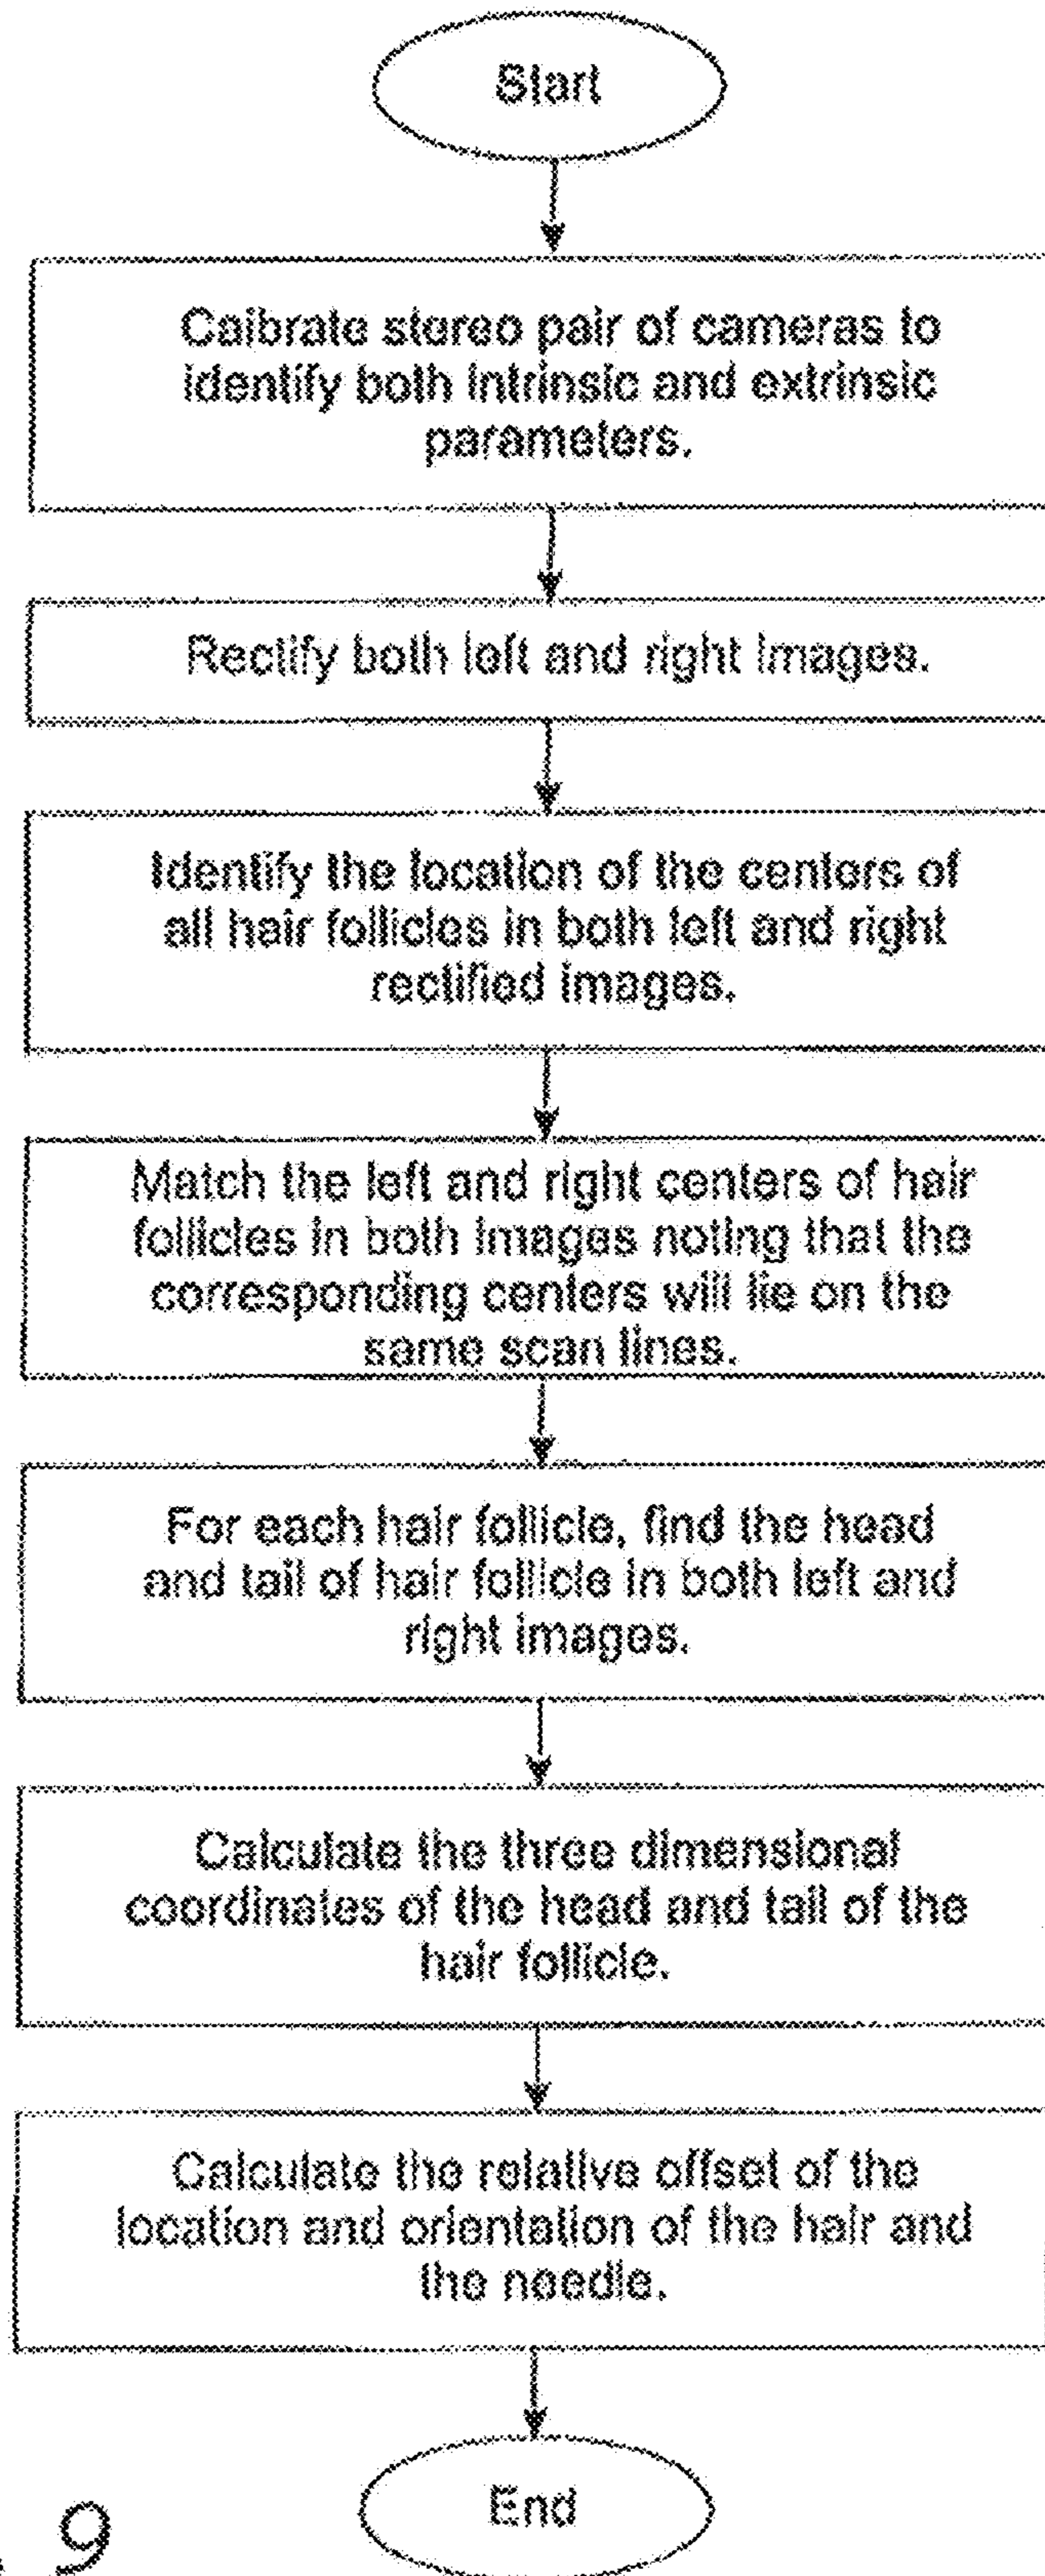 Start
Caibrate stereo pair of cameras to
identify both intrinsic and extrinsic
parameters.
Rectify both left and right images.
Identify the location of the centers of
all hair follicles in both left and right
rectified images.
Match the left and right centers of hair
follicles in both images noting that the
corresponding centers will lie on the
same scan lines.
For each hair follicle, find the head
and tail of hair follicle in both left and
right images.
Calculate the three dimensional
coordinates of the head and tail of the
hair follicle.
Calculate the relative offset of the
location and orientation of the hair and
the needle.
End
9